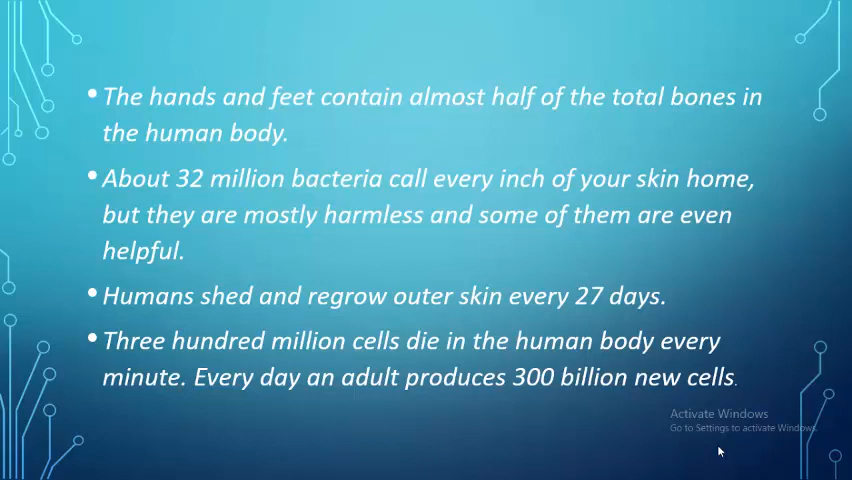 • The hands and feet contain almost half of the total bones in
the human body.
• About 32 million bacteria call every inch of your skin home,
but they are mostly harmless and some of them are even
helpful.
• Humans shed and regrow outer skin every 27 days.
• Three hundred million cells die in the human body every
minute. Every day an adult produces 300 billion new cells.
Activate Windows
Go to Settings to activate Windows.